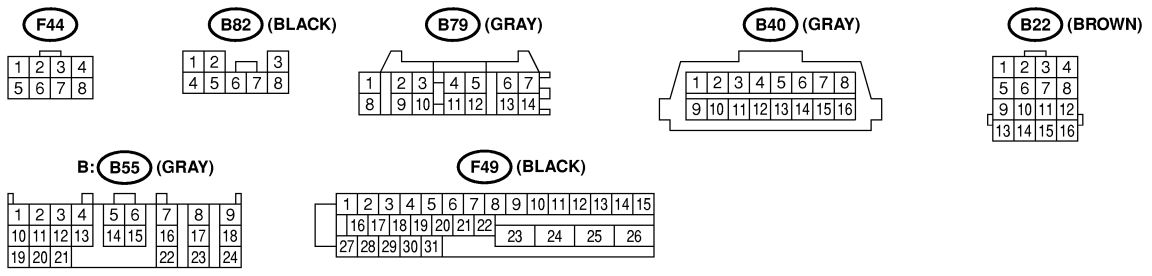 F44
B82 (BLACK)
B79 (GRAY)
B40 (GRAY)
B22 (BROWN)
1 2 3 4
5 6 7 8
1 2 3
4 5 6 7 8
1 2 3 4 5 6 7
8 9 10 11 12 13 14
1 2 3 4 5 6 7 8
9 10 11 12 13 14 15 16
1 2 3 4
5 6 7 8
9 10 11 12
13 14 15 16
B: B55 (GRAY)
F49 (BLACK)
1 2 3 4 5 6 7 8 9
10 11 12 13 14 15 16 17 18
19 20 21 22 23 24
1 2 3 4 5 6 7 8 9 10 11 12 13 14 15
16 17 18 19 20 21 22
23 24 25 26
27 28 29 30 31